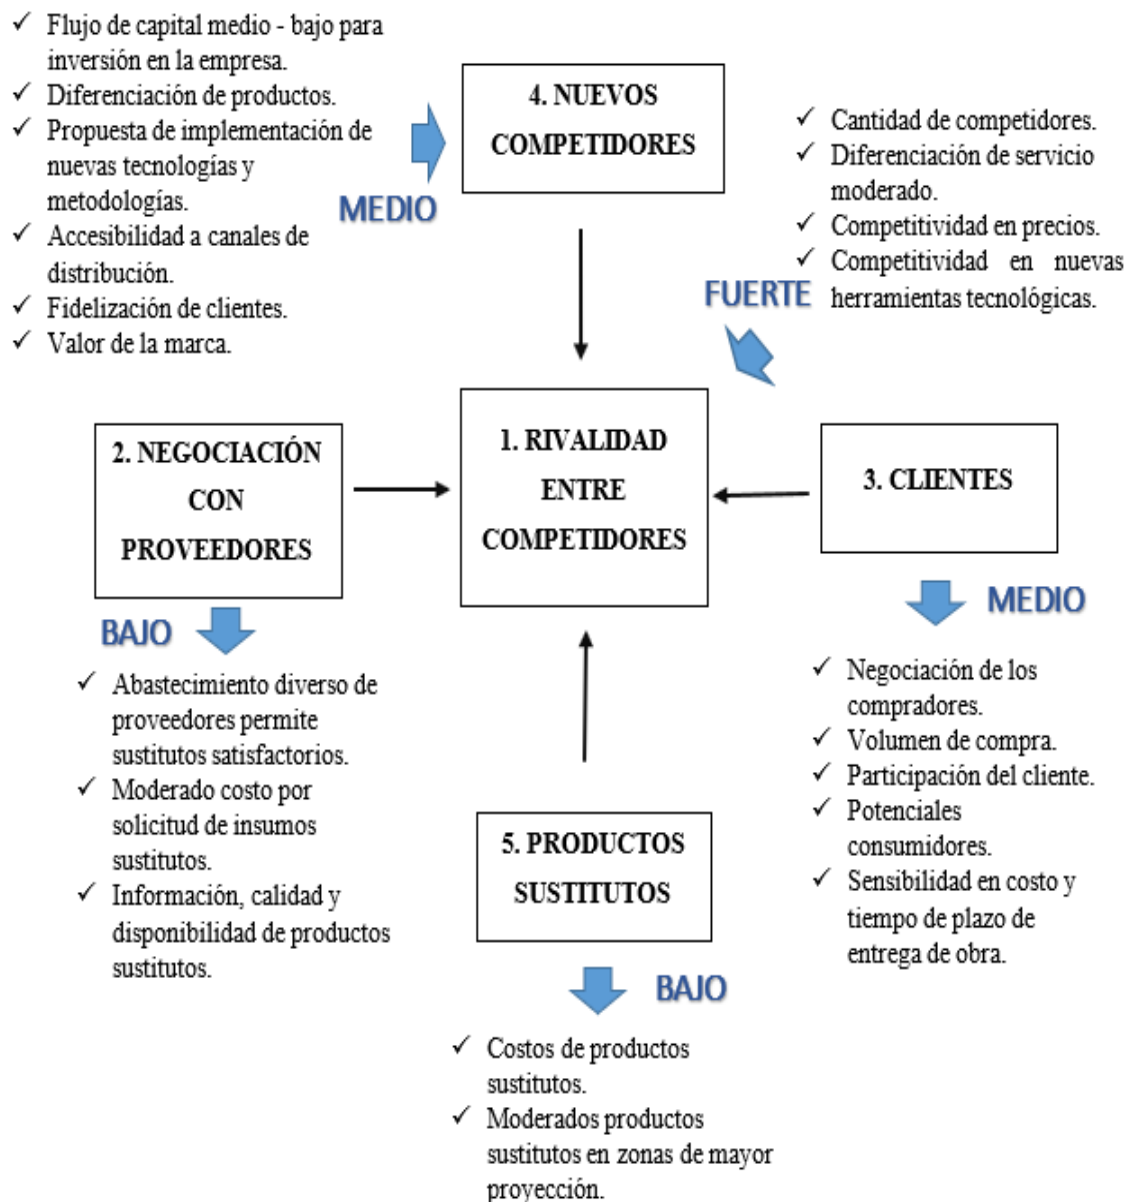 ✓ Flujo de capital medio - bajo para
inversión en la empresa.
✓ Diferenciación de productos.
✓ Propuesta de implementación de
nuevas tecnologías y
metodologías.
✓ Accesibilidad a canales de
distribución.
✓ Fidelización de clientes.
✓ Valor de la marca.
MEDIO
4. NUEVOS
COMPETIDORES
✓ Cantidad de competidores.
✓ Diferenciación de servicio
moderado.
✓ Competitividad en precios.
✓ Competitividad en nuevas
herramientas tecnológicas.
FUERTE
2. NEGOCIACIÓN
CON
PROVEEDORES
1. RIVALIDAD
ENTRE
COMPETIDORES
3. CLIENTES
BAJO
✓ Abastecimiento diverso de
proveedores permite
sustitutos satisfactorios.
✓ Moderado costo por
solicitud de insumos
sustitutos.
✓ Información, calidad y
disponibilidad de productos
sustitutos.
MEDIO
✓ Negociación de los
compradores.
✓ Volumen de compra.
✓ Participación del cliente.
✓ Potenciales
consumidores.
✓ Sensibilidad en costo y
tiempo de plazo de
entrega de obra.
5. PRODUCTOS
SUSTITUTOS
BAJO
✓ Costos de productos
sustitutos.
✓ Moderados productos
sustitutos en zonas de mayor
proyección.